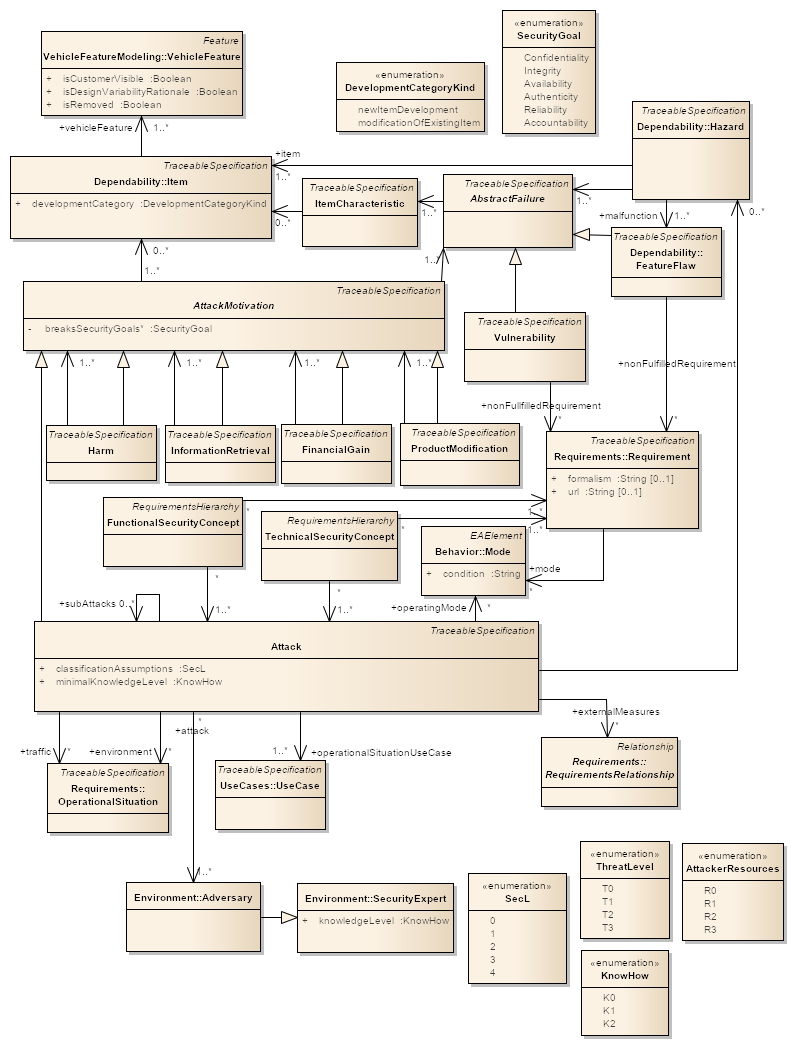 Feature
VehicleFeatureModeling::VehicleFeature
+ isCustomerVisible :Boolean
+ isDesignVariabilityRationale :Boolean
+ isRemoved :Boolean
«enumeration»
DevelopmentCategoryKind
newItemDevelopment
modificationOfExistingItem
«enumeration»
SecurityGoal
Confidentiality
Integrity
Availability
Authenticity
Reliability
Accountability
+vehicleFeature 1..*
TraceableSpecification
Dependability::Hazard
+item
1..*
TraceableSpecification
Dependability::Item
+ developmentCategory :DevelopmentCategoryKind
0..*
TraceableSpecification
ItemCharacteristic
1..*
TraceableSpecification
AbstractFailure
1..*
+malfunction 1..*
0..*
TraceableSpecification
Dependability::
FeatureFlaw
0..*
1..*
1..*
TraceableSpecification
AttackMotivation
- breaksSecurityGoals* :SecurityGoal
TraceableSpecification
Vulnerability
+nonFulfilledRequirement
*
+nonFullfilledRequirement
*
1..*
1..*
1..*
1..*
TraceableSpecification
Harm
TraceableSpecification
InformationRetrieval
TraceableSpecification
FinancialGain
TraceableSpecification
ProductModification
TraceableSpecification
Requirements::Requirement
+ formalism :String [0..1]
+ url :String [0..1]
RequirementsHierarchy
FunctionalSecurityConcept
*
1..*
RequirementsHierarchy
TechnicalSecurityConcept
*
1..*
EAElement
Behavior::Mode
+ condition :String
+mode
*
*
1..*
*
1..*
+subAttacks 0..*
+operatingMode *
TraceableSpecification
Attack
+ classificationAssumptions :SecL
+ minimalKnowledgeLevel :KnowHow
+traffic *
+environment *
*
+attack
1..* +operationalSituationUseCase
+externalMeasures
*
TraceableSpecification
Requirements::
OperationalSituation
TraceableSpecification
UseCases::UseCase
Relationship
Requirements::
RequirementsRelationship
1..*
Environment::Adversary
Environment::SecurityExpert
+ knowledgeLevel :KnowHow
«enumeration»
SecL
0
1
2
3
4
«enumeration»
ThreatLevel
T0
T1
T2
T3
«enumeration»
AttackerResources
R0
R1
R2
R3
«enumeration»
KnowHow
K0
K1
K2